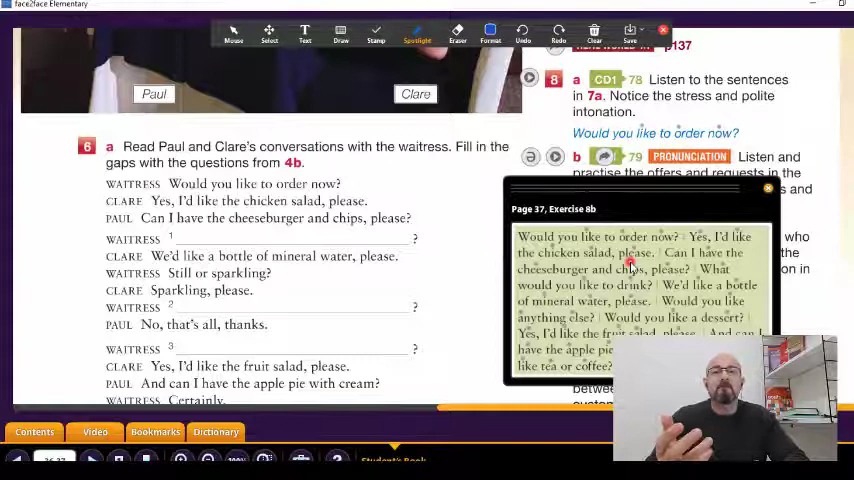 face2face Elementary
Mouse Select Text Draw Stamp Spotlight Eraser Format Undo Redo Clear Save
p137
Paul
Clare
6 a Read Paul and Clare's conversations with the waitress. Fill in the
gaps with the questions from 4b.
WAITRESS Would you like to order now?
CLARE Yes, I'd like the chicken salad, please.
PAUL Can I have the cheeseburger and chips, please?
WAITRESS 1 ?
CLARE We'd like a bottle of mineral water, please.
WAITRESS Still or sparkling?
CLARE Sparkling, please.
WAITRESS 2 ?
PAUL No, that's all, thanks.
WAITRESS 3 ?
CLARE Yes, I'd like the fruit salad, please.
PAUL And can I have the apple pie with cream?
WAITRESS Certainly.
8 a CD1 78 Listen to the sentences
in 7a. Notice the stress and polite
intonation.
Would you like to order now?
b 79 PRONUNCIATION Listen and
practise the offers and requests in the
s and
who
the
on in
Page 37, Exercise 8b
Would you like to order now? | Yes, I'd like
the chicken salad, please. | Can I have the
cheeseburger and chips, please? | What
would you like to drink? | We'd like a bottle
of mineral water, please. | Would you like
anything else? | Would you like a dessert? |
Yes, I'd like the fruit salad, please. | And can I
have the apple pie
like tea or coffee?
Contents Video Bookmarks Dictionary
36-37 100% ? Student's Book